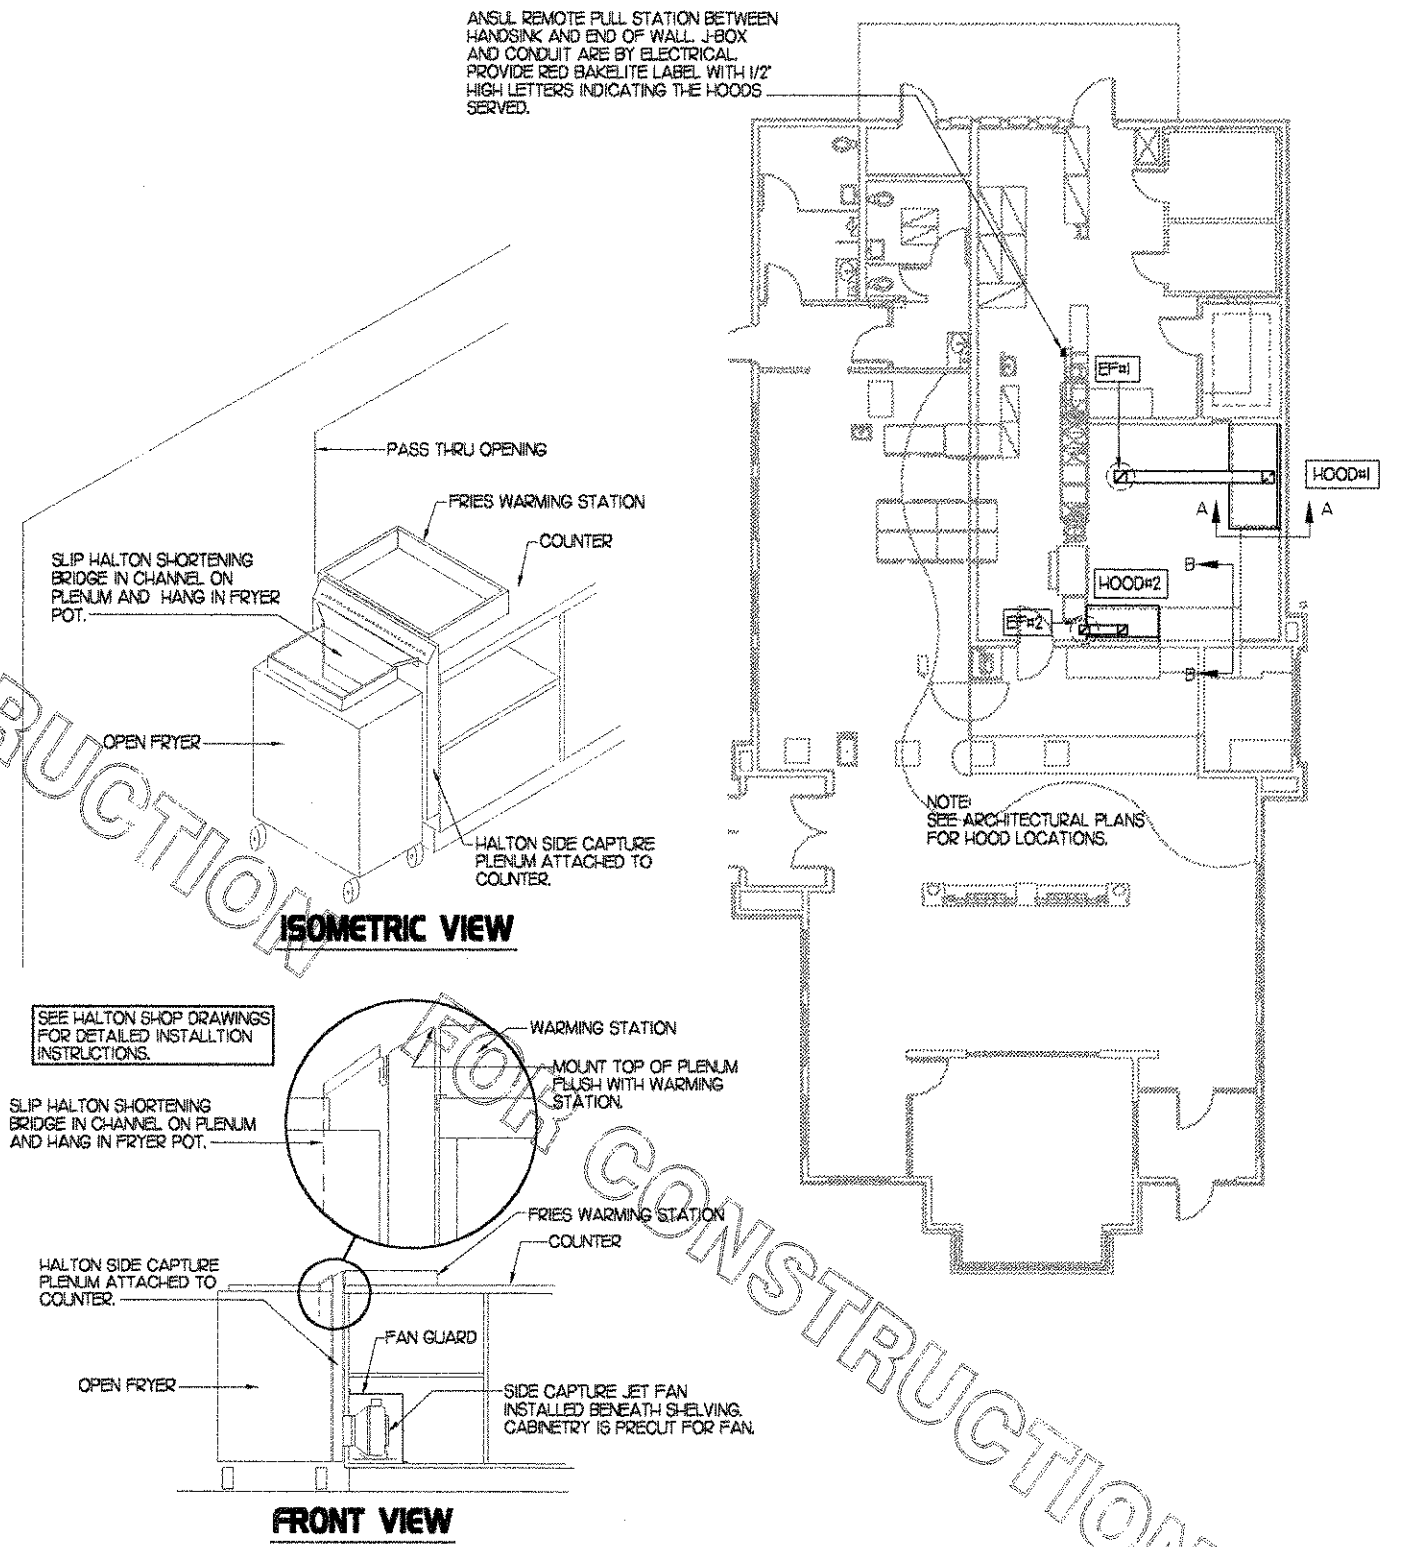 ANSUL REMOTE PULL STATION BETWEEN
HANDSINK AND END OF WALL. J-BOX
AND CONDUIT ARE BY ELECTRICAL.
PROVIDE RED BAKELITE LABEL WITH 1/2"
HIGH LETTERS INDICATING THE HOODS
SERVED.
EF#1
HOOD#1
A
A
B
HOOD#2
EF#2
B
NOTE:
SEE ARCHITECTURAL PLANS
FOR HOOD LOCATIONS.
PASS THRU OPENING
FRIES WARMING STATION
COUNTER
SLIP HALTON SHORTENING
BRIDGE IN CHANNEL ON
PLENUM AND HANG IN FRYER
POT.
OPEN FRYER
HALTON SIDE CAPTURE
PLENUM ATTACHED TO
COUNTER.
ISOMETRIC VIEW
SEE HALTON SHOP DRAWINGS
FOR DETAILED INSTALLTION
INSTRUCTIONS.
WARMING STATION
MOUNT TOP OF PLENUM
FLUSH WITH WARMING
STATION.
SLIP HALTON SHORTENING
BRIDGE IN CHANNEL ON PLENUM
AND HANG IN FRYER POT.
FRIES WARMING STATION
COUNTER
HALTON SIDE CAPTURE
PLENUM ATTACHED TO
COUNTER.
FAN GUARD
OPEN FRYER
SIDE CAPTURE JET FAN
INSTALLED BENEATH SHELVING.
CABINETRY IS PRECUT FOR FAN.
FRONT VIEW
RUCTION
FOR CONSTRUCTION